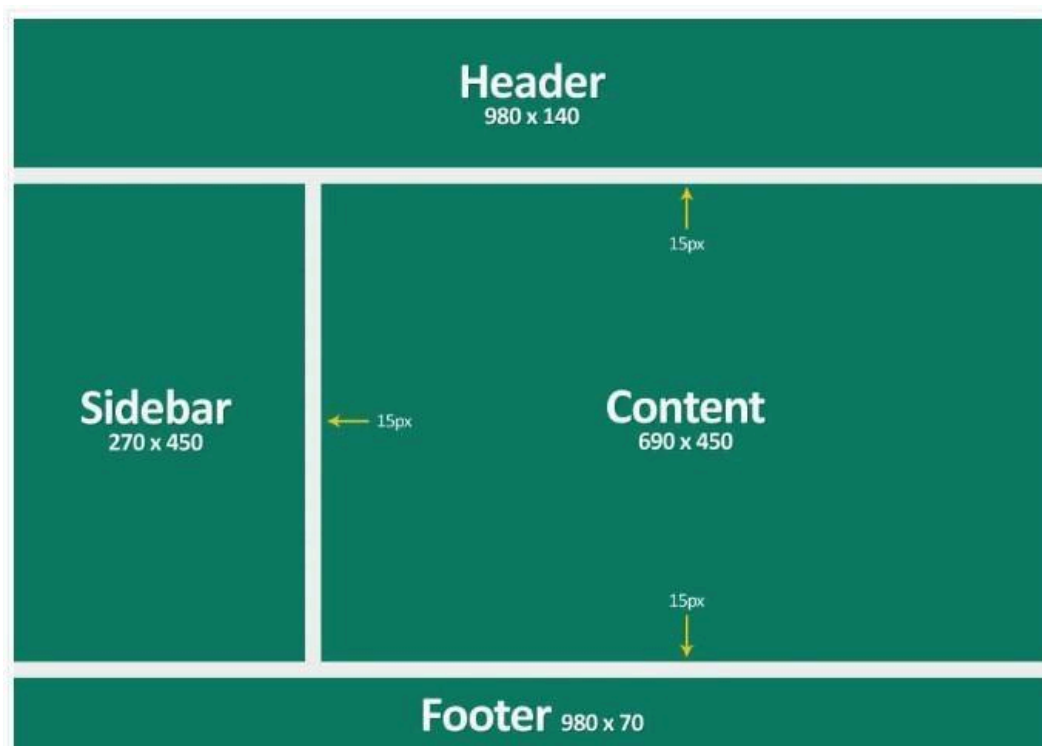 Header
980 x 140
15px
Sidebar
270 x 450
15px
Content
690 x 450
15px
Footer 980 x 70